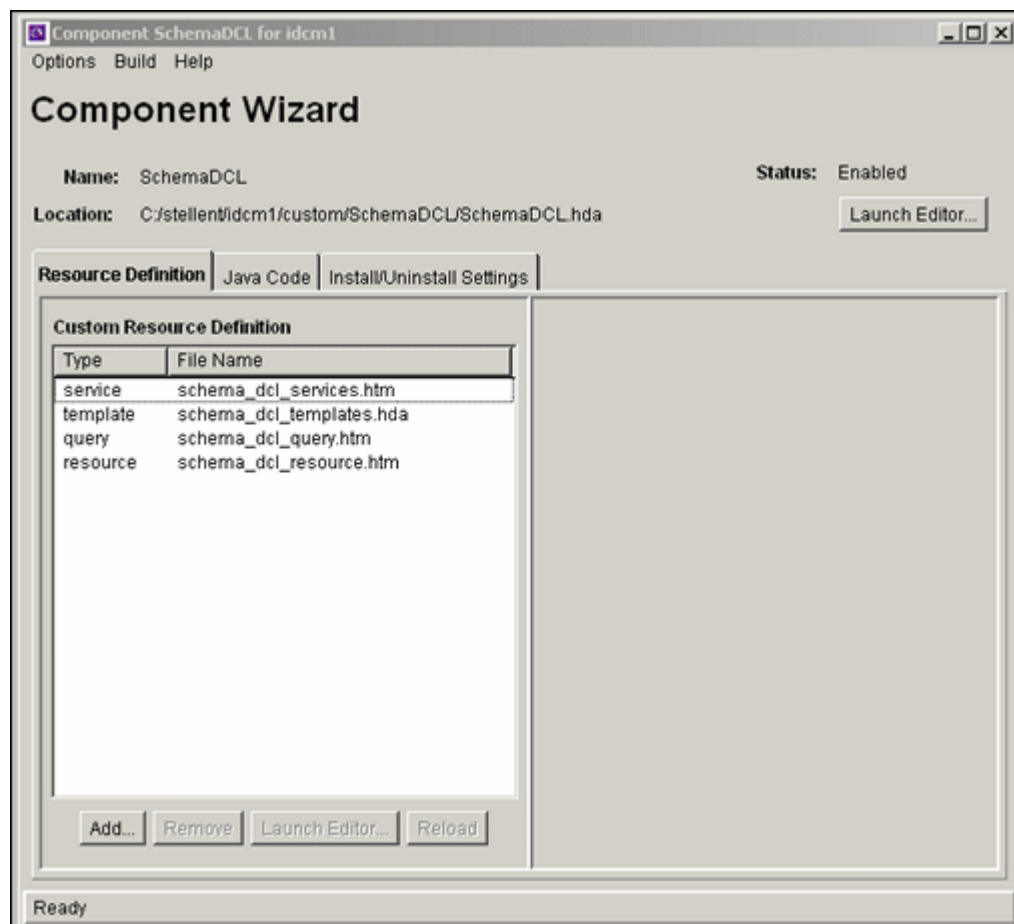 Component SchemaDCL for idcm1
Options Build Help
Component Wizard
Name: SchemaDCL Status: Enabled
Location: C:/stellent/idcm1/custom/SchemaDCL/SchemaDCL.hda Launch Editor...
Resource Definition Java Code Install/Uninstall Settings
Custom Resource Definition
Type File Name
service schema_dcl_services.htm
template schema_dcl_templates.hda
query schema_dcl_query.htm
resource schema_dcl_resource.htm
Add... Remove Launch Editor... Reload
Ready